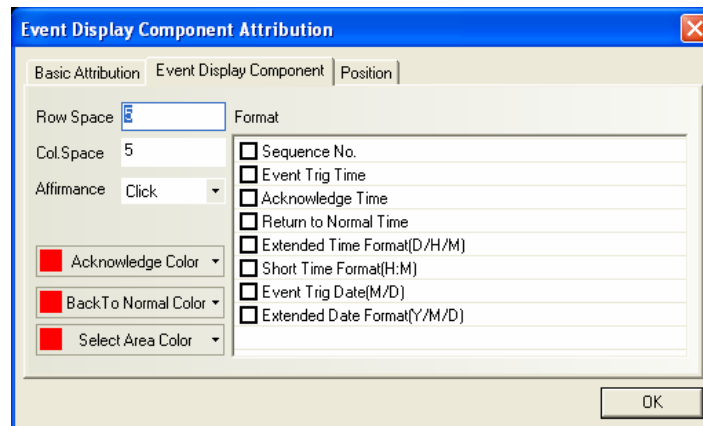 Event Display Component Attribution
Basic Attribution Event Display Component Position
Row Space 5 Format
Col.Space 5
Affirmance Click
Sequence No.
Event Trig Time
Acknowledge Time
Return to Normal Time
Extended Time Format(D/H/M)
Short Time Format(H:M)
Event Trig Date(M/D)
Extended Date Format(Y/M/D)
Acknowledge Color
BackTo Normal Color
Select Area Color
OK